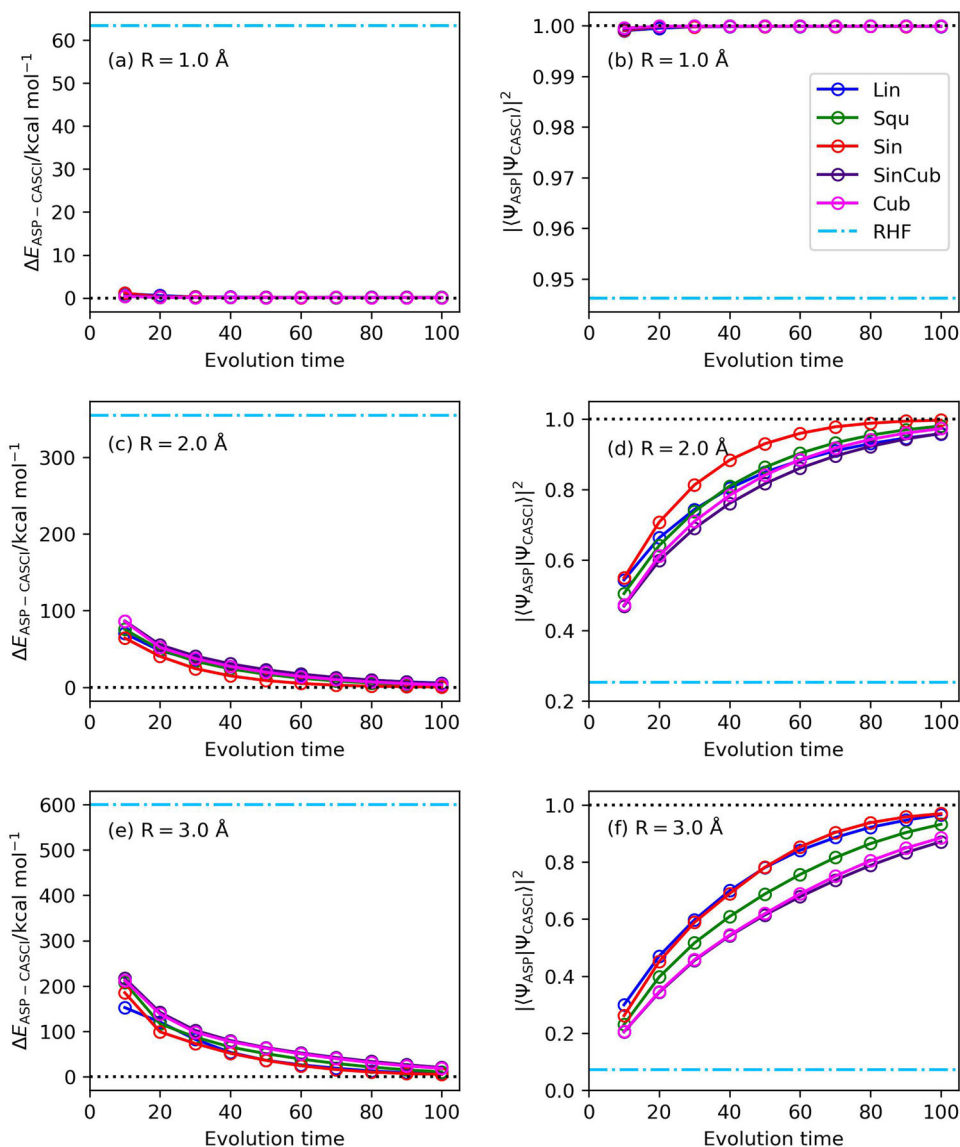 (a) R = 1.0 Å
ΔE_ASP − CASCI/kcal mol⁻¹
60
50
40
30
20
10
0
0 20 40 60 80 100
Evolution time
(b) R = 1.0 Å
|⟨Ψ_ASP|Ψ_CASCI⟩|²
1.00
0.99
0.98
0.97
0.96
0.95
Lin
Squ
Sin
SinCub
Cub
RHF
0 20 40 60 80 100
Evolution time
(c) R = 2.0 Å
ΔE_ASP − CASCI/kcal mol⁻¹
300
200
100
0
0 20 40 60 80 100
Evolution time
(d) R = 2.0 Å
|⟨Ψ_ASP|Ψ_CASCI⟩|²
1.0
0.8
0.6
0.4
0.2
0 20 40 60 80 100
Evolution time
(e) R = 3.0 Å
ΔE_ASP − CASCI/kcal mol⁻¹
600
500
400
300
200
100
0
0 20 40 60 80 100
Evolution time
(f) R = 3.0 Å
|⟨Ψ_ASP|Ψ_CASCI⟩|²
1.0
0.8
0.6
0.4
0.2
0.0
0 20 40 60 80 100
Evolution time